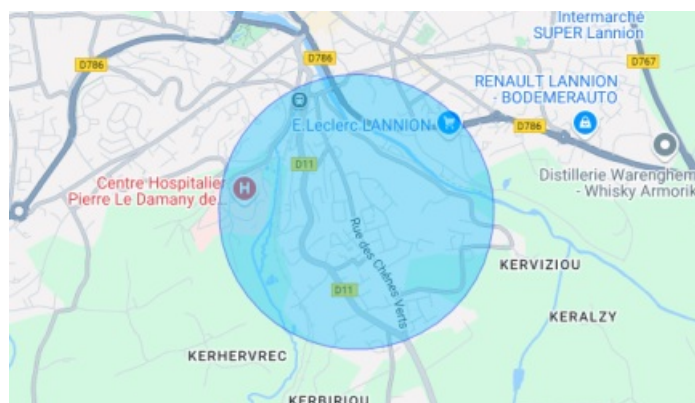 Intermarché
SUPER Lannion
D786
D786
D767
RENAULT LANNION
- BODEMERAUTO
E.Leclerc LANNION
D786
D11
Distillerie Warenghem
- Whisky Armorik
Centre Hospitalier
Pierre Le Damany de...
H
Rue des Chênes Verts
KERVIZIOU
D11
KERALZY
KERHERVREC
KERBIRIOU